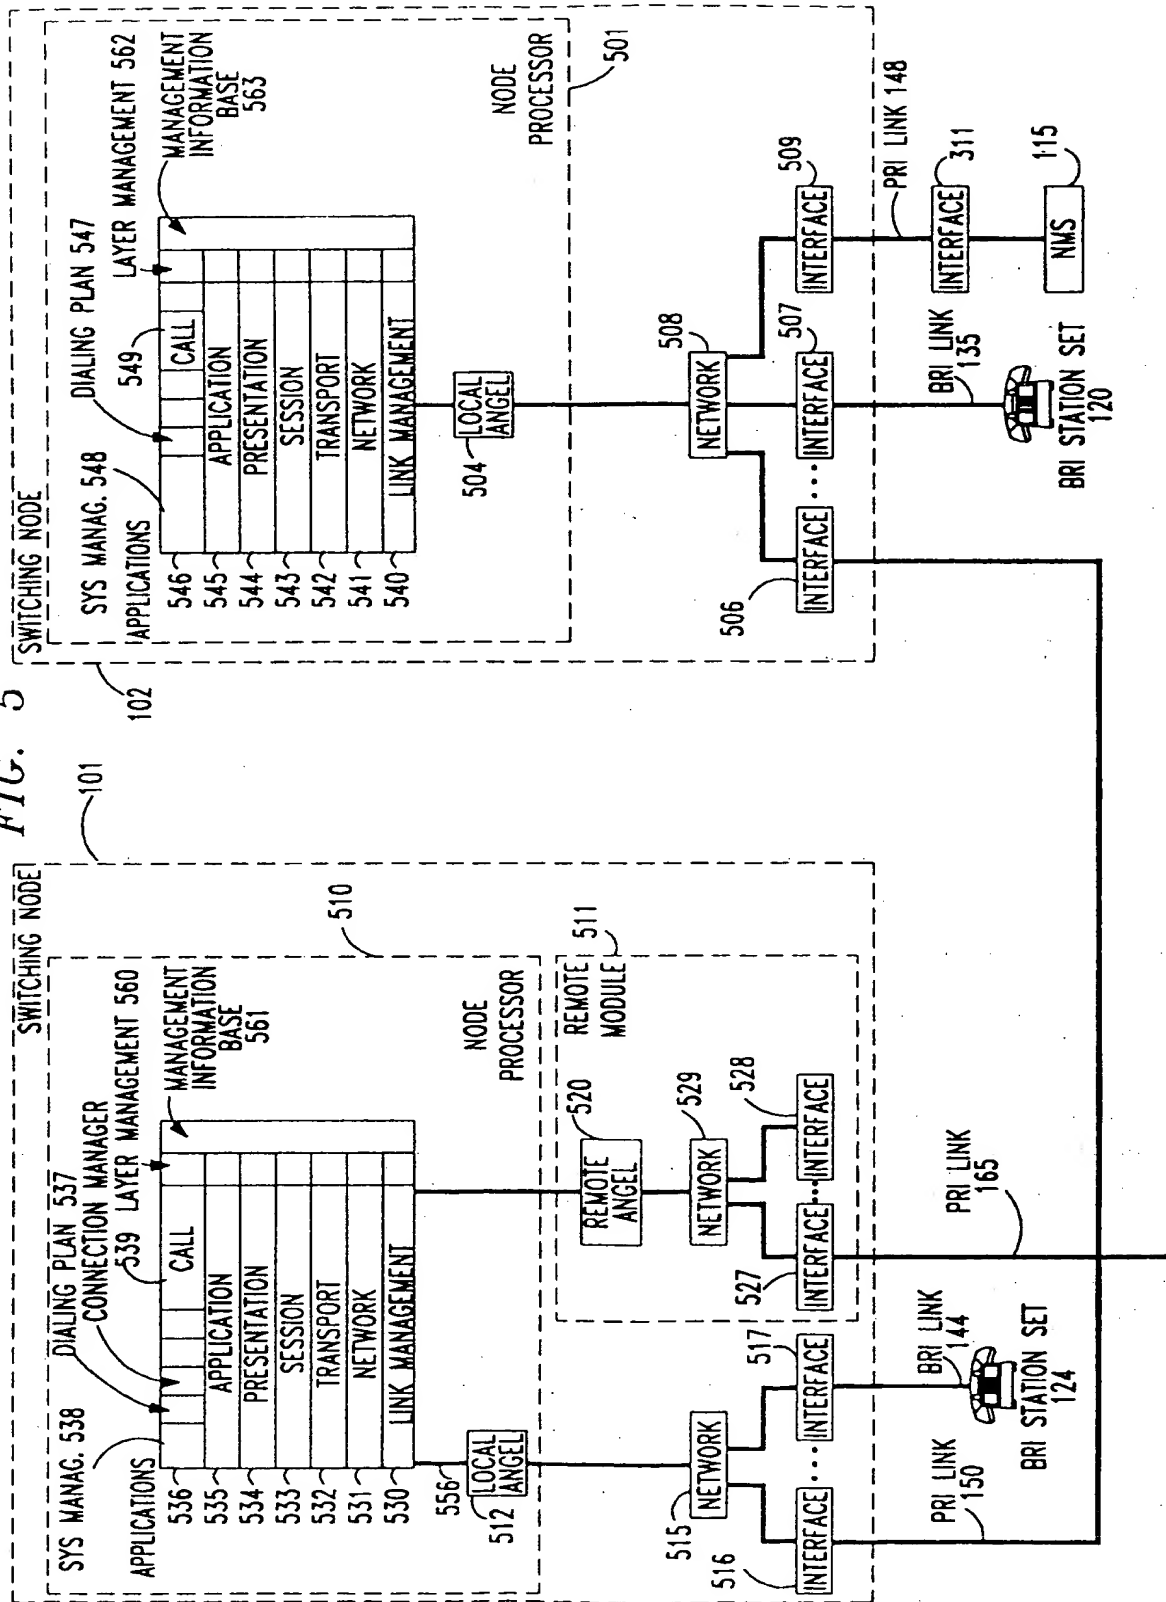 FIG. 5
SWITCHING NODE
101
SYS MANAG. 538
DIALING PLAN 537
CONNECTION MANAGER
539
LAYER MANAGEMENT 560
MANAGEMENT
INFORMATION
BASE
561
510
APPLICATIONS
536
CALL
535
APPLICATION
534
PRESENTATION
533
SESSION
532
TRANSPORT
531
NETWORK
530
LINK MANAGEMENT
NODE
PROCESSOR
556
LOCAL
ANGEL
512
REMOTE
MODULE
511
REMOTE
ANGEL
520
515
NETWORK
NETWORK
529
516
INTERFACE
...
INTERFACE
517
527
INTERFACE
...
INTERFACE
528
PRI LINK
150
BRI LINK
144
BRI STATION SET
124
PRI LINK
165
SWITCHING NODE
102
SYS MANAG. 548
DIALING PLAN 547
549
LAYER MANAGEMENT 562
MANAGEMENT
INFORMATION
BASE
563
APPLICATIONS
546
CALL
545
APPLICATION
544
PRESENTATION
543
SESSION
542
TRANSPORT
541
NETWORK
540
LINK MANAGEMENT
NODE
PROCESSOR
501
504
LOCAL
ANGEL
NETWORK
508
506
INTERFACE
...
INTERFACE
507
INTERFACE
509
BRI LINK
135
PRI LINK 148
INTERFACE
311
BRI STATION SET
120
NMS
115